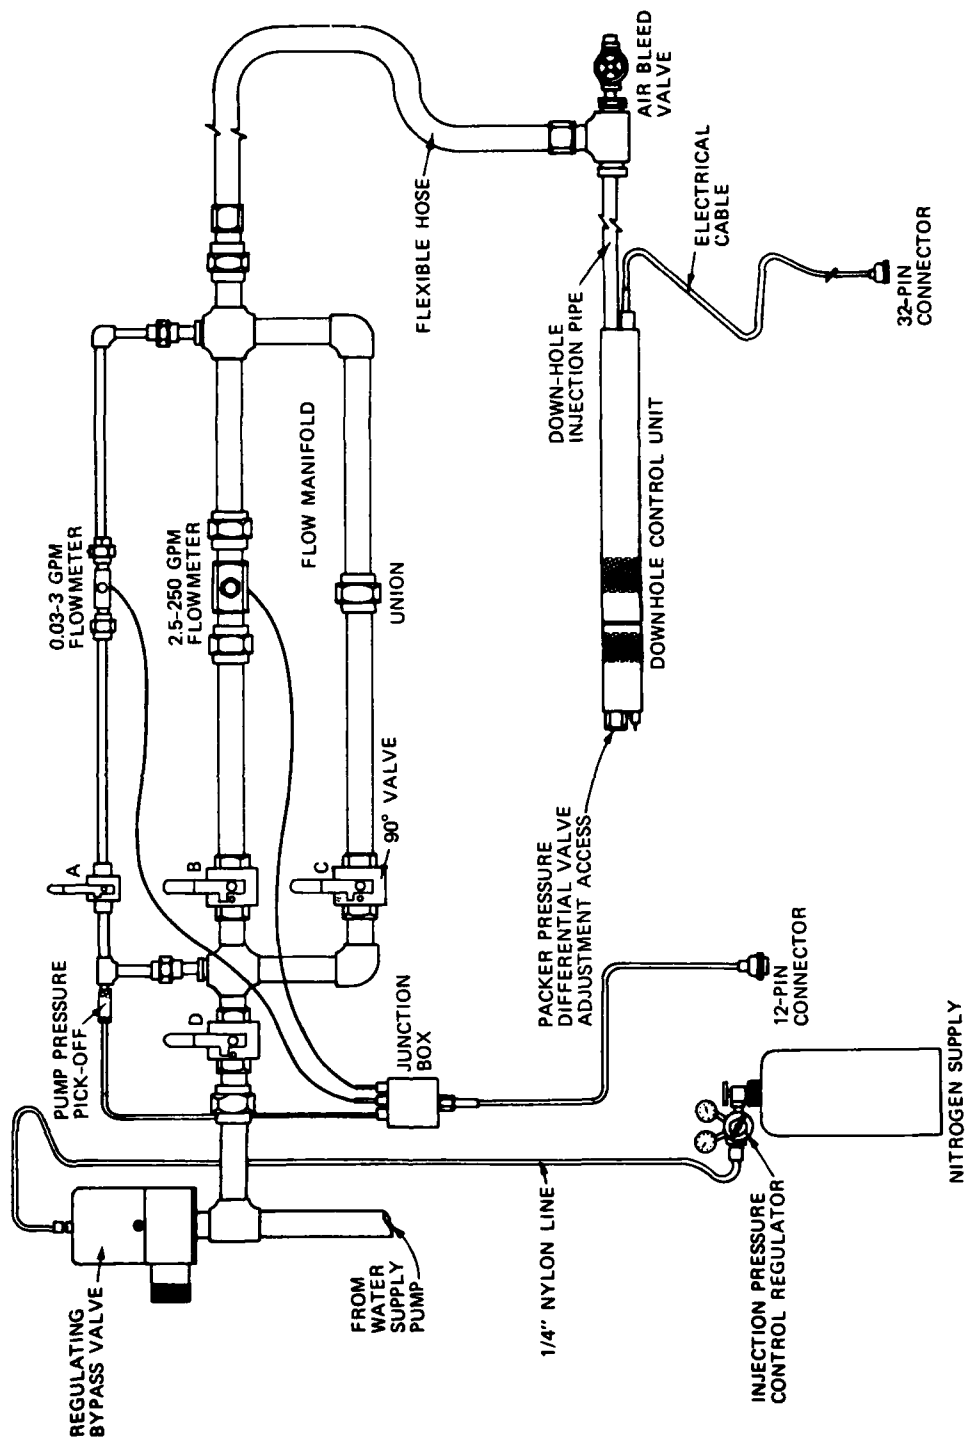 REGULATING
BYPASS VALVE
PUMP PRESSURE
PICK-OFF
A
0.03-3 GPM
FLOWMETER
D
B
2.5-250 GPM
FLOWMETER
C
90° VALVE
UNION
FLOW MANIFOLD
FLEXIBLE HOSE
FROM
WATER
SUPPLY
PUMP
JUNCTION
BOX
1/4" NYLON LINE
PACKER PRESSURE
DIFFERENTIAL VALVE
ADJUSTMENT ACCESS
DOWN-HOLE
INJECTION PIPE
AIR BLEED
VALVE
DOWNHOLE CONTROL UNIT
ELECTRICAL
CABLE
INJECTION PRESSURE
CONTROL REGULATOR
12-PIN
CONNECTOR
32-PIN
CONNECTOR
NITROGEN SUPPLY